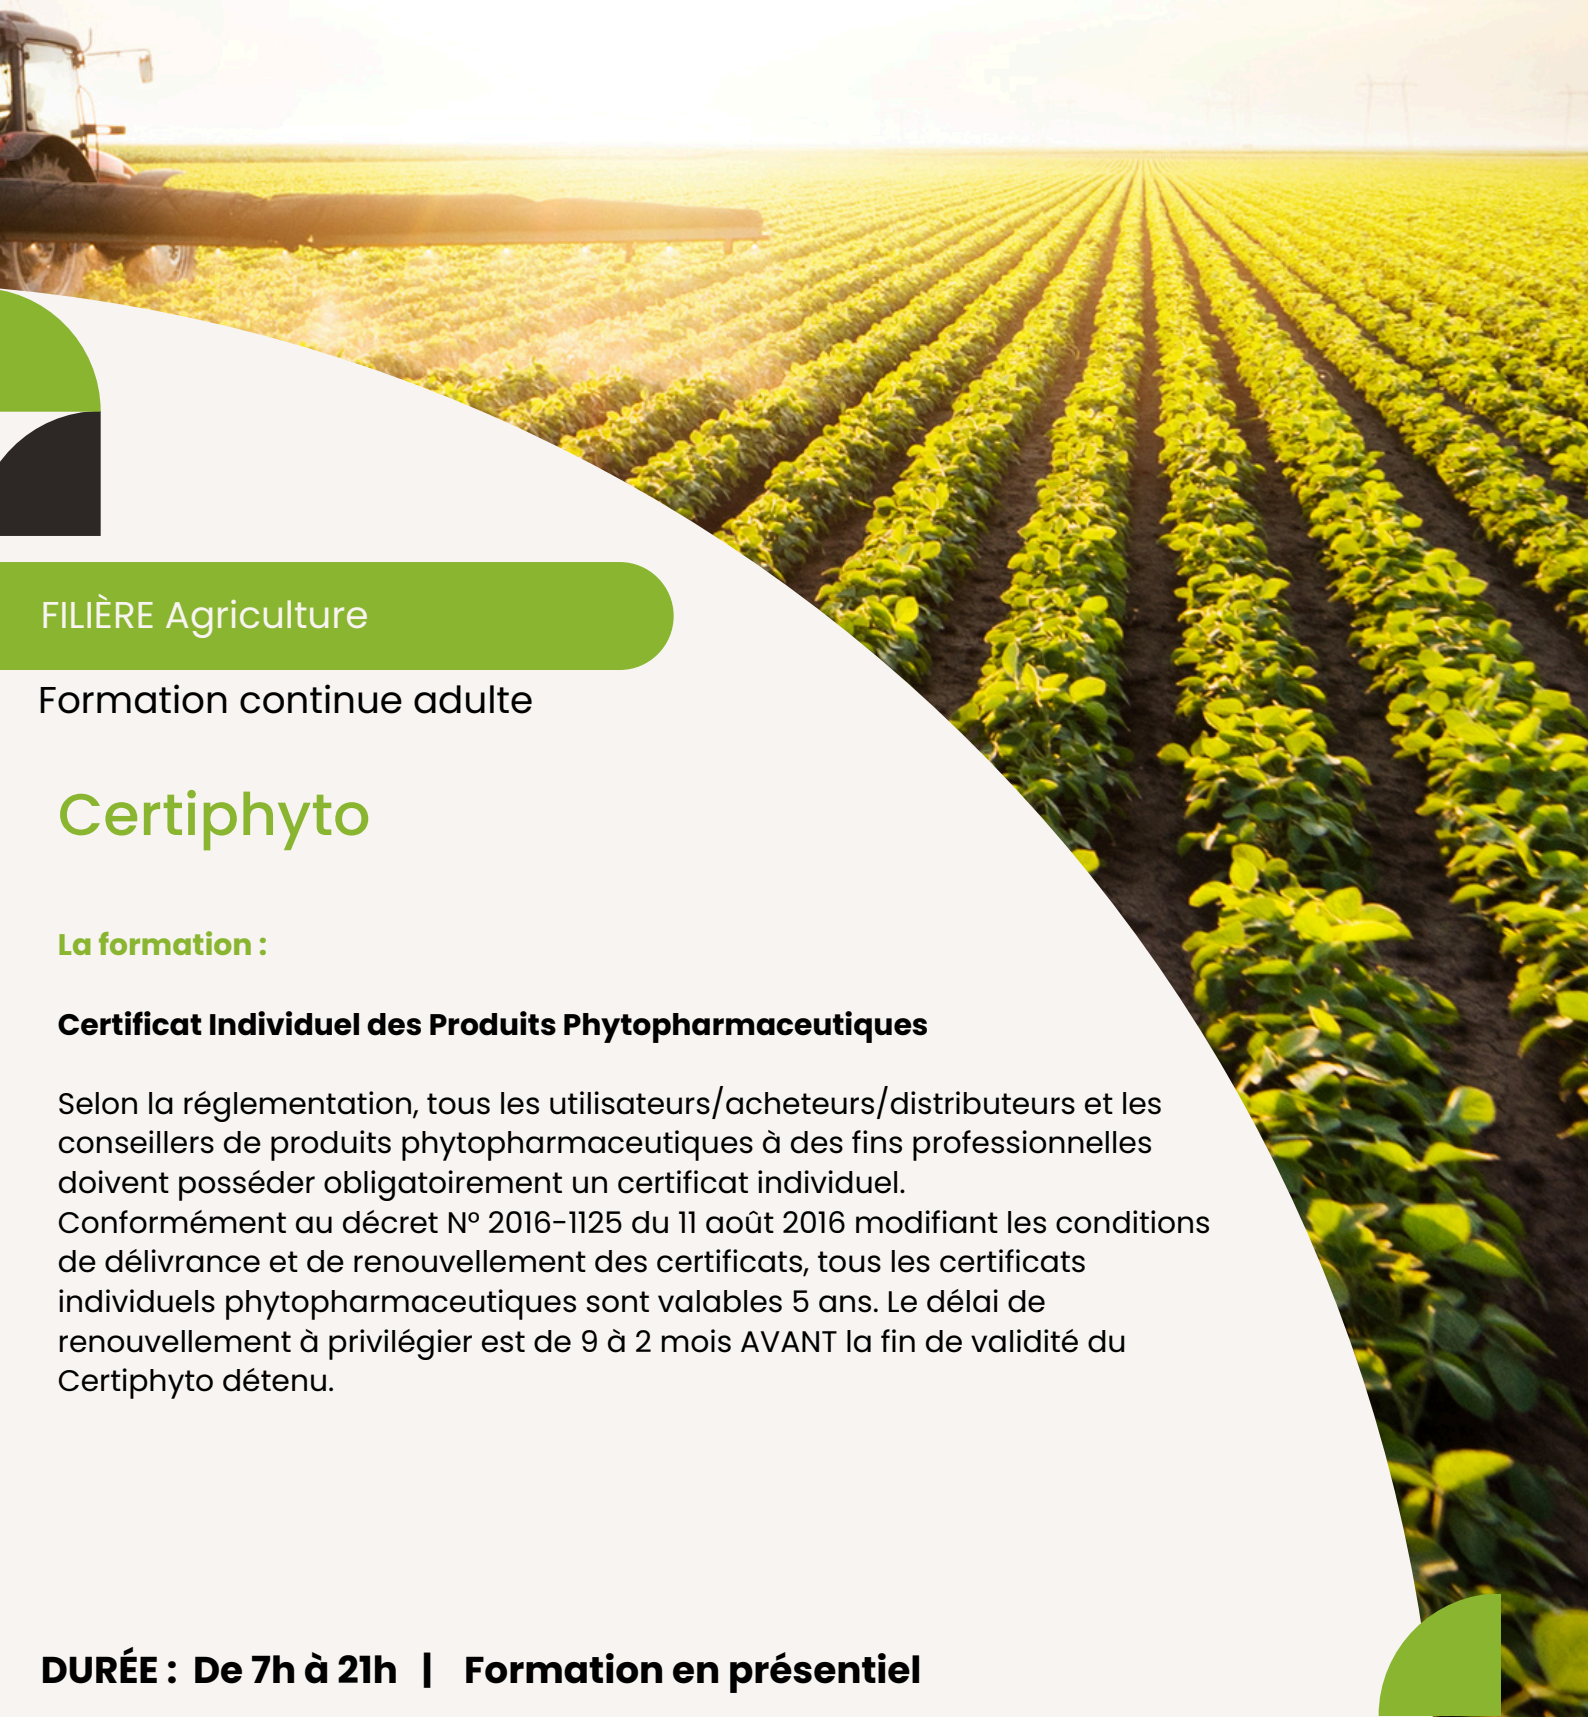 FILIÈRE Agriculture
Formation continue adulte
Certiphyto
La formation :
Certificat Individuel des Produits Phytopharmaceutiques
Selon la réglementation, tous les utilisateurs/acheteurs/distributeurs et les
conseillers de produits phytopharmaceutiques à des fins professionnelles
doivent posséder obligatoirement un certificat individuel.
Conformément au décret N° 2016-1125 du 11 août 2016 modifiant les conditions
de délivrance et de renouvellement des certificats, tous les certificats
individuels phytopharmaceutiques sont valables 5 ans. Le délai de
renouvellement à privilégier est de 9 à 2 mois AVANT la fin de validité du
Certiphyto détenu.
DURÉE : De 7h à 21h | Formation en présentiel